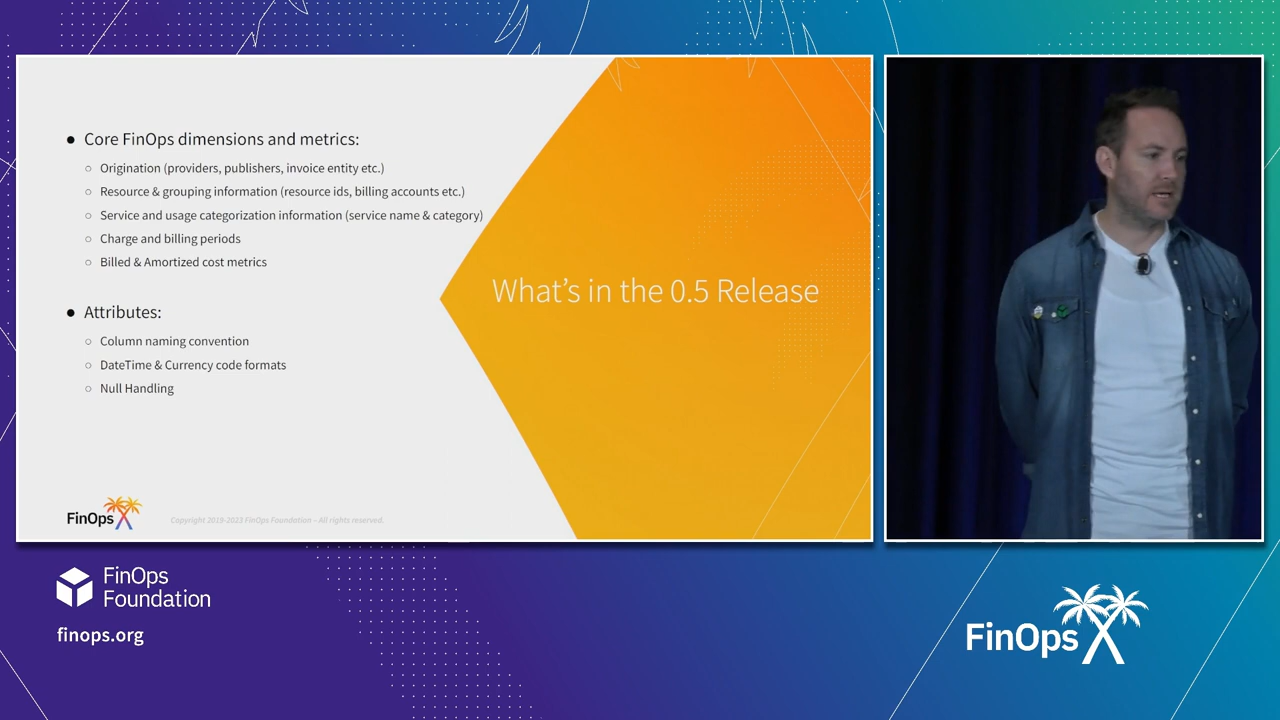 ● Core FinOps dimensions and metrics:
○ Origination (providers, publishers, invoice entity etc.)
○ Resource & grouping information (resource ids, billing accounts etc.)
○ Service and usage categorization information (service name & category)
○ Charge and billing periods
○ Billed & Amortized cost metrics
● Attributes:
○ Column naming convention
○ DateTime & Currency code formats
○ Null Handling
What's in the 0.5 Release
FinOps X
Copyright 2019-2023 FinOps Foundation – All rights reserved.
FinOps
Foundation
finops.org
FinOps X